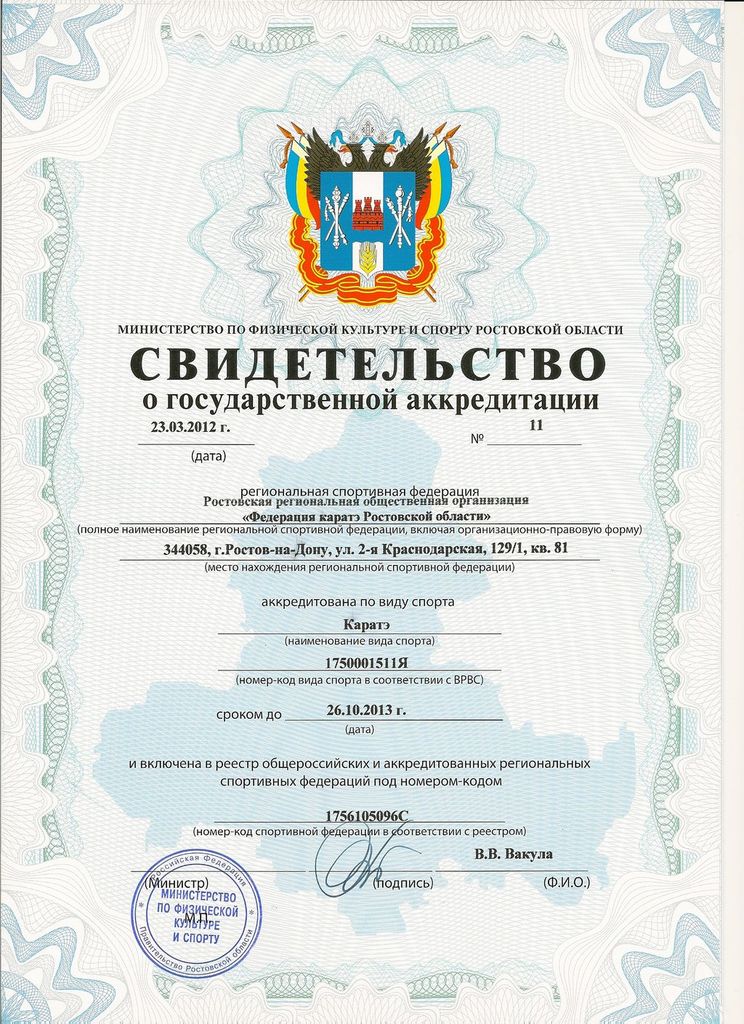 МИНИСТЕРСТВО ПО ФИЗИЧЕСКОЙ КУЛЬТУРЕ И СПОРТУ РОСТОВСКОЙ ОБЛАСТИ
СВИДЕТЕЛЬСТВО
о государственной аккредитации
23.03.2012 г.
(дата)
№ 11
региональная спортивная федерация
Ростовская региональная общественная организация
«Федерация каратэ Ростовской области»
(полное наименование региональной спортивной федерации, включая организационно-правовую форму)
344058, г.Ростов-на-Дону, ул. 2-я Краснодарская, 129/1, кв. 81
(место нахождения региональной спортивной федерации)
аккредитована по виду спорта
Каратэ
(наименование вида спорта)
1750001511Я
(номер-код вида спорта в соответствии с ВРВС)
сроком до 26.10.2013 г.
(дата)
и включена в реестр общероссийских и аккредитованных региональных
спортивных федераций под номером-кодом
1756105096С
(номер-код спортивной федерации в соответствии с реестром)
В.В. Вакула
(Министр) (подпись) (Ф.И.О.)
М.П.
Российская Федерация
МИНИСТЕРСТВО
ПО ФИЗИЧЕСКОЙ
КУЛЬТУРЕ
И СПОРТУ
Правительство Ростовской области